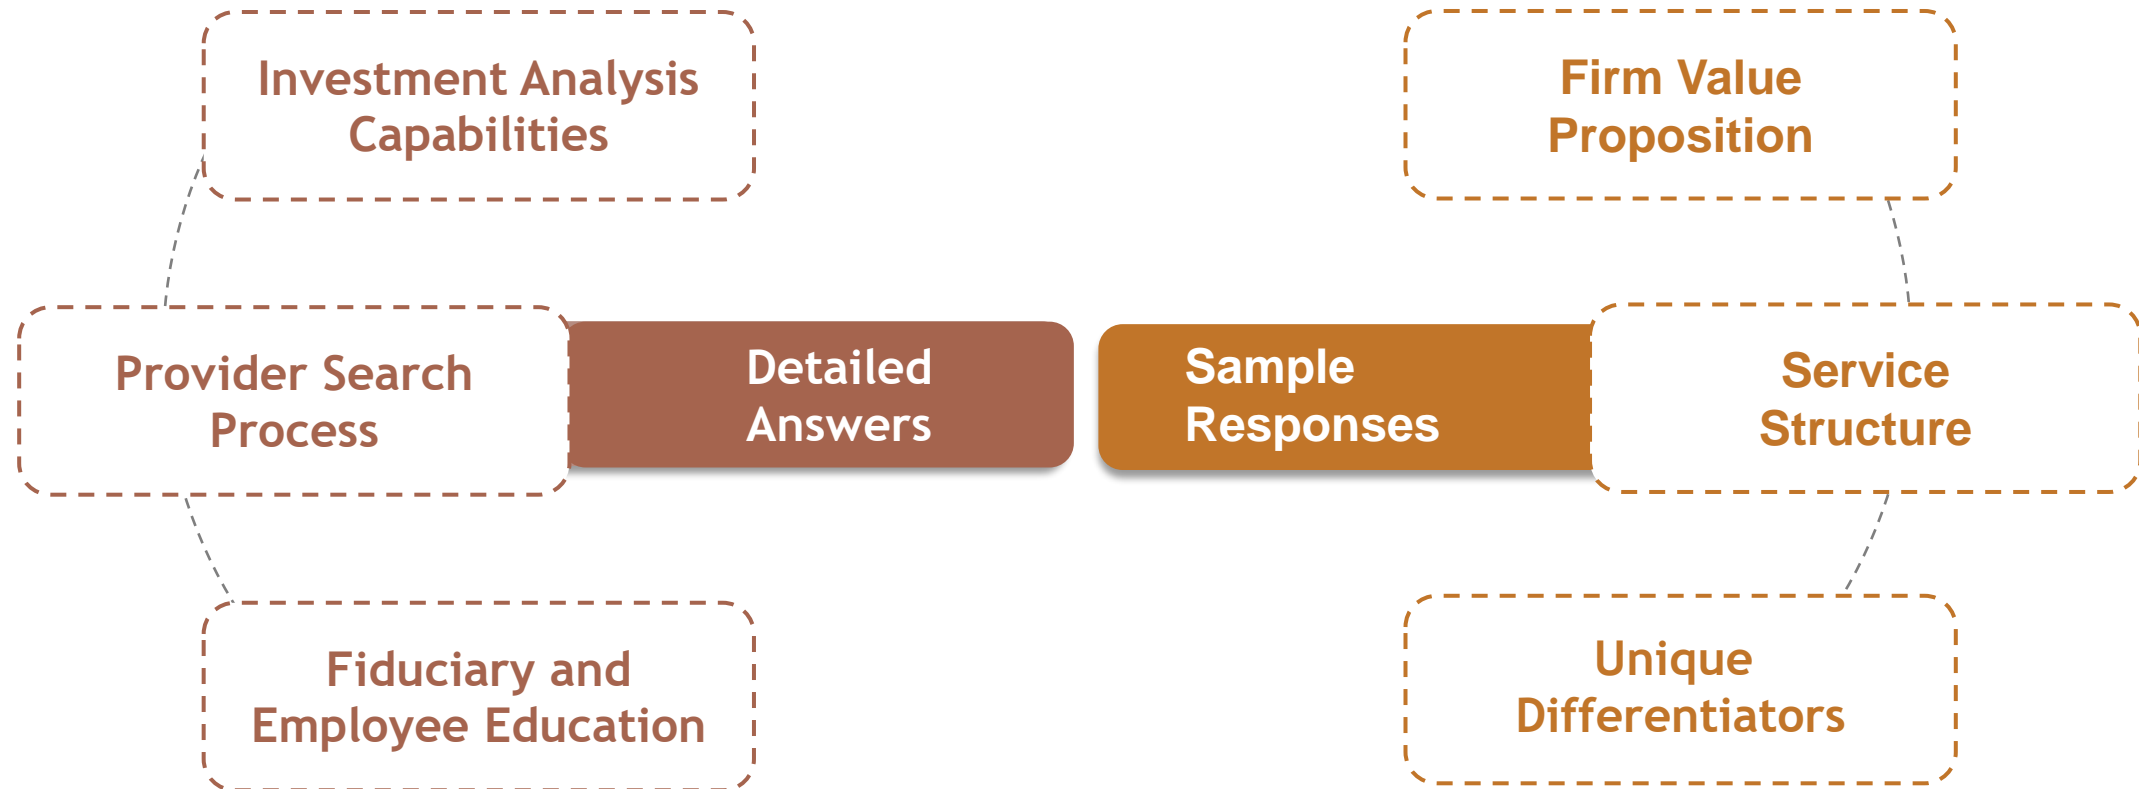 Investment Analysis
Capabilities
Provider Search
Process
Fiduciary and
Employee Education
Detailed
Answers
Sample
Responses
Firm Value
Proposition
Service
Structure
Unique
Differentiators